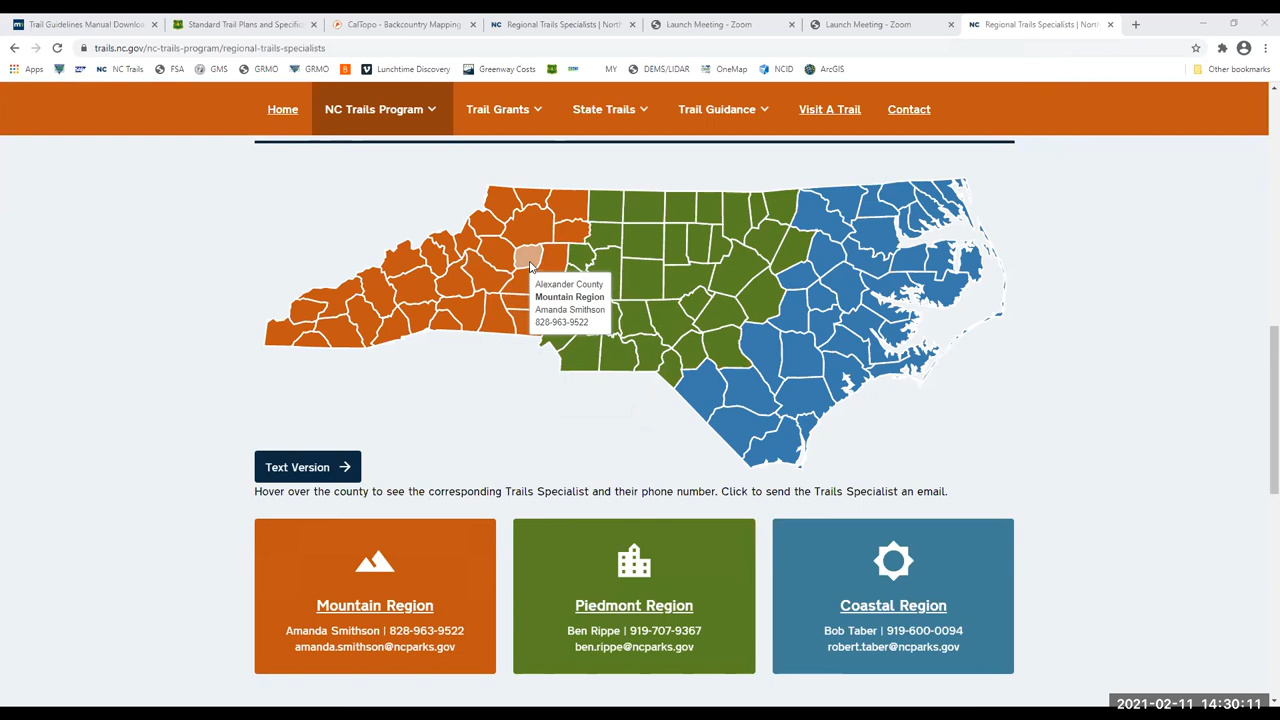 Trail Guidelines Manual Downlo
Standard Trail Plans and Specific
CalTopo - Backcountry Mapping
Regional Trails Specialists | North
Launch Meeting - Zoom
Launch Meeting - Zoom
Regional Trails Specialists | North
trails.nc.gov/nc-trails-program/regional-trails-specialists
Apps
NC Trails
FSA
GMS
GRMO
GRMO
Lunchtime Discovery
Greenway Costs
MY
DEMS/LIDAR
OneMap
NCID
ArcGIS
Other bookmarks
Home
NC Trails Program
Trail Grants
State Trails
Trail Guidance
Visit A Trail
Contact
Alexander County
Mountain Region
Amanda Smithson
828-963-9522
Text Version
Hover over the county to see the corresponding Trails Specialist and their phone number. Click to send the Trails Specialist an email.
Mountain Region
Amanda Smithson | 828-963-9522
amanda.smithson@ncparks.gov
Piedmont Region
Ben Rippe | 919-707-9367
ben.rippe@ncparks.gov
Coastal Region
Bob Taber | 919-600-0094
robert.taber@ncparks.gov
2021-02-11 14:30:11